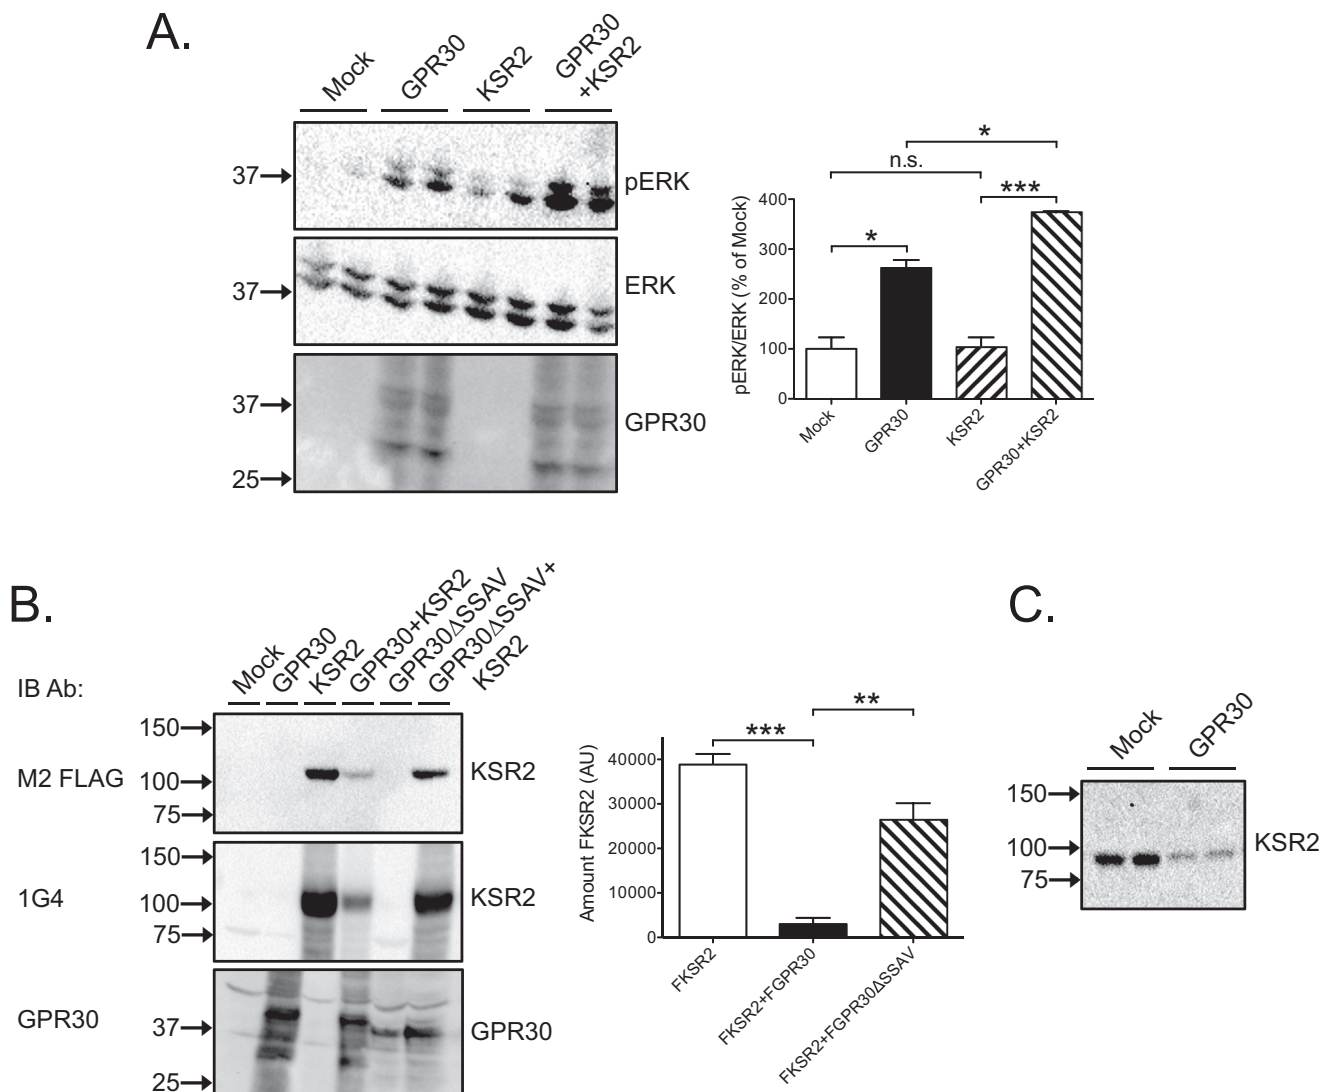 A.
Mock
GPR30
KSR2
GPR30
+KSR2
37
pERK
37
ERK
37
25
GPR30
pERK/ERK (% of Mock)
400
300
200
100
0
*
n.s.
***
*
Mock
GPR30
KSR2
GPR30+KSR2
B.
IB Ab:
Mock
GPR30
KSR2
GPR30+KSR2
GPR30ΔSSAV
GPR30ΔSSAV+
KSR2
M2 FLAG
150
100
75
KSR2
1G4
150
100
75
KSR2
GPR30
37
25
GPR30
Amount FKSR2 (AU)
40000
30000
20000
10000
0
***
**
FKSR2
FKSR2+FGPR30
FKSR2+FGPR30ΔSSAV
C.
Mock
GPR30
150
100
75
KSR2